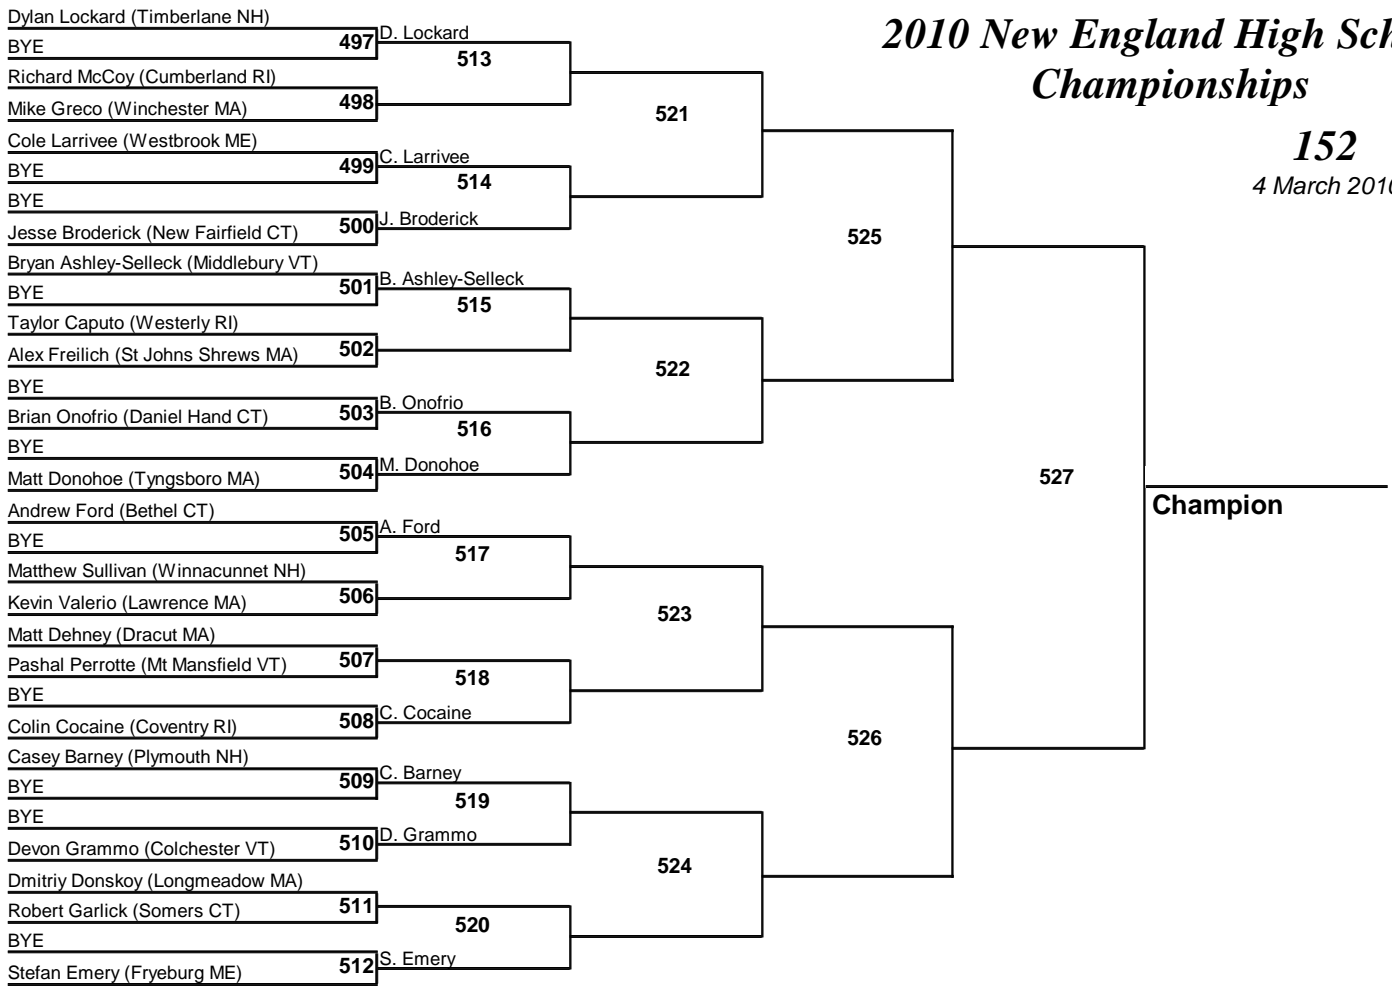 2010 New England High Sch
Championships
152
4 March 2010
Dylan Lockard (Timberlane NH)
BYE
497
D. Lockard
513
Richard McCoy (Cumberland RI)
Mike Greco (Winchester MA)
498
521
Cole Larrivee (Westbrook ME)
BYE
499
C. Larrivee
514
BYE
Jesse Broderick (New Fairfield CT)
500
J. Broderick
525
Bryan Ashley-Selleck (Middlebury VT)
BYE
501
B. Ashley-Selleck
515
Taylor Caputo (Westerly RI)
Alex Freilich (St Johns Shrews MA)
502
522
BYE
Brian Onofrio (Daniel Hand CT)
503
B. Onofrio
516
BYE
Matt Donohoe (Tyngsboro MA)
504
M. Donohoe
527
Champion
Andrew Ford (Bethel CT)
BYE
505
A. Ford
517
Matthew Sullivan (Winnacunnet NH)
Kevin Valerio (Lawrence MA)
506
523
Matt Dehney (Dracut MA)
Pashal Perrotte (Mt Mansfield VT)
507
518
BYE
Colin Cocaine (Coventry RI)
508
C. Cocaine
526
Casey Barney (Plymouth NH)
BYE
509
C. Barney
519
BYE
Devon Grammo (Colchester VT)
510
D. Grammo
524
Dmitriy Donskoy (Longmeadow MA)
Robert Garlick (Somers CT)
511
520
BYE
Stefan Emery (Fryeburg ME)
512
S. Emery